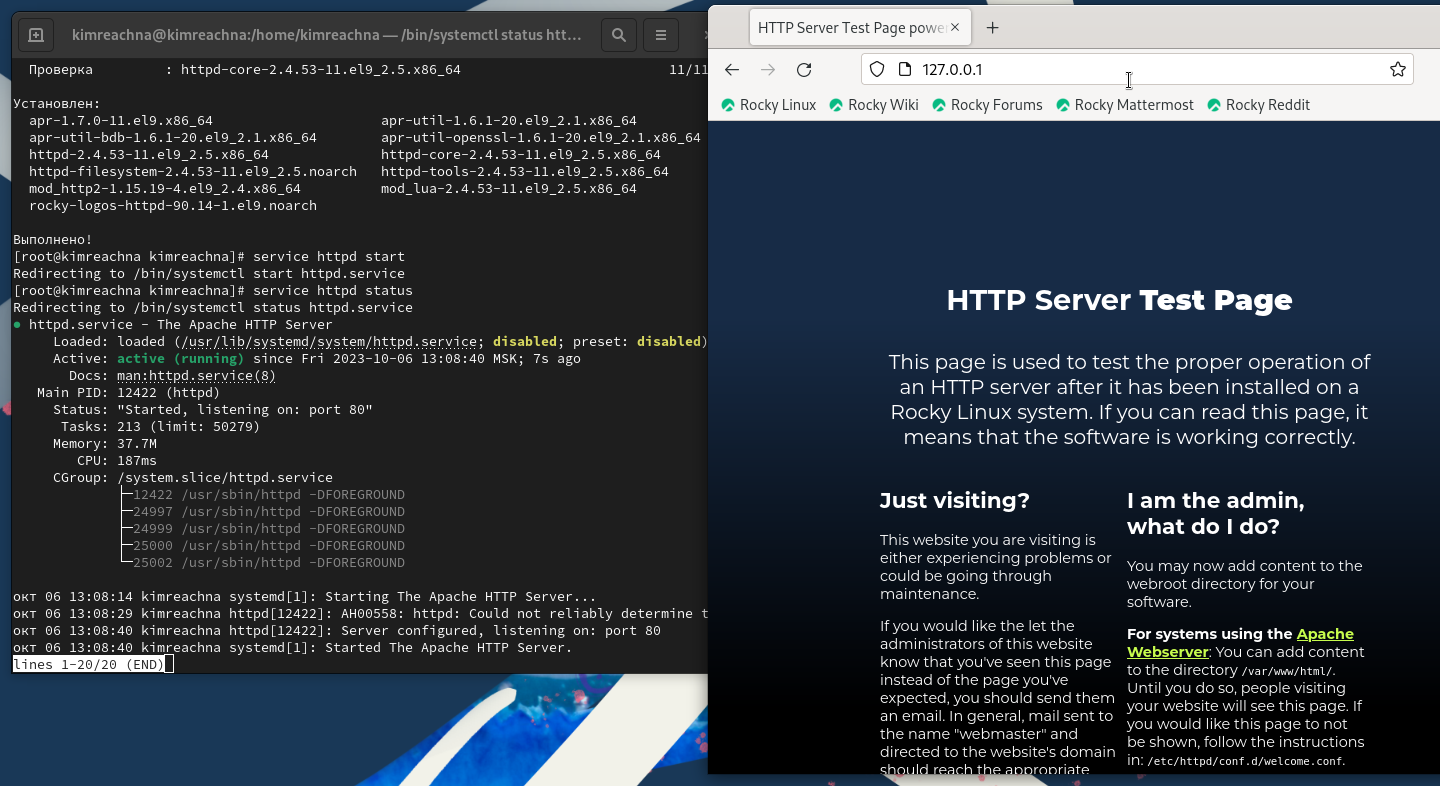 kimreachna@kimreachna:/home/kimreachna — /bin/systemctl status htt...
Проверка : httpd-core-2.4.53-11.el9_2.5.x86_64 11/11
Установлен:
apr-1.7.0-11.el9.x86_64 apr-util-1.6.1-20.el9_2.1.x86_64
apr-util-bdb-1.6.1-20.el9_2.1.x86_64 apr-util-openssl-1.6.1-20.el9_2.1.x86_64
httpd-2.4.53-11.el9_2.5.x86_64 httpd-core-2.4.53-11.el9_2.5.x86_64
httpd-filesystem-2.4.53-11.el9_2.5.noarch httpd-tools-2.4.53-11.el9_2.5.x86_64
mod_http2-1.15.19-4.el9_2.4.x86_64 mod_lua-2.4.53-11.el9_2.5.x86_64
rocky-logos-httpd-90.14-1.el9.noarch
Выполнено!
[root@kimreachna kimreachna]# service httpd start
Redirecting to /bin/systemctl start httpd.service
[root@kimreachna kimreachna]# service httpd status
Redirecting to /bin/systemctl status httpd.service
● httpd.service - The Apache HTTP Server
Loaded: loaded (/usr/lib/systemd/system/httpd.service; disabled; preset: disabled)
Active: active (running) since Fri 2023-10-06 13:08:40 MSK; 7s ago
Docs: man:httpd.service(8)
Main PID: 12422 (httpd)
Status: "Started, listening on: port 80"
Tasks: 213 (limit: 50279)
Memory: 37.7M
CPU: 187ms
CGroup: /system.slice/httpd.service
├─12422 /usr/sbin/httpd -DFOREGROUND
├─24997 /usr/sbin/httpd -DFOREGROUND
├─24999 /usr/sbin/httpd -DFOREGROUND
├─25000 /usr/sbin/httpd -DFOREGROUND
└─25002 /usr/sbin/httpd -DFOREGROUND
окт 06 13:08:14 kimreachna systemd[1]: Starting The Apache HTTP Server...
окт 06 13:08:29 kimreachna httpd[12422]: AH00558: httpd: Could not reliably determine t
окт 06 13:08:40 kimreachna httpd[12422]: Server configured, listening on: port 80
окт 06 13:08:40 kimreachna systemd[1]: Started The Apache HTTP Server.
lines 1-20/20 (END)
HTTP Server Test Page powe
127.0.0.1
Rocky Linux Rocky Wiki Rocky Forums Rocky Mattermost Rocky Reddit
HTTP Server Test Page
This page is used to test the proper operation of
an HTTP server after it has been installed on a
Rocky Linux system. If you can read this page, it
means that the software is working correctly.
Just visiting?
This website you are visiting is
either experiencing problems or
could be going through
maintenance.
If you would like the let the
administrators of this website
know that you've seen this page
instead of the page you've
expected, you should send them
an email. In general, mail sent to
the name "webmaster" and
directed to the website's domain
should reach the appropriate
I am the admin,
what do I do?
You may now add content to the
webroot directory for your
software.
For systems using the Apache
Webserver: You can add content
to the directory /var/www/html/.
Until you do so, people visiting
your website will see this page. If
you would like this page to not
be shown, follow the instructions
in: /etc/httpd/conf.d/welcome.conf.